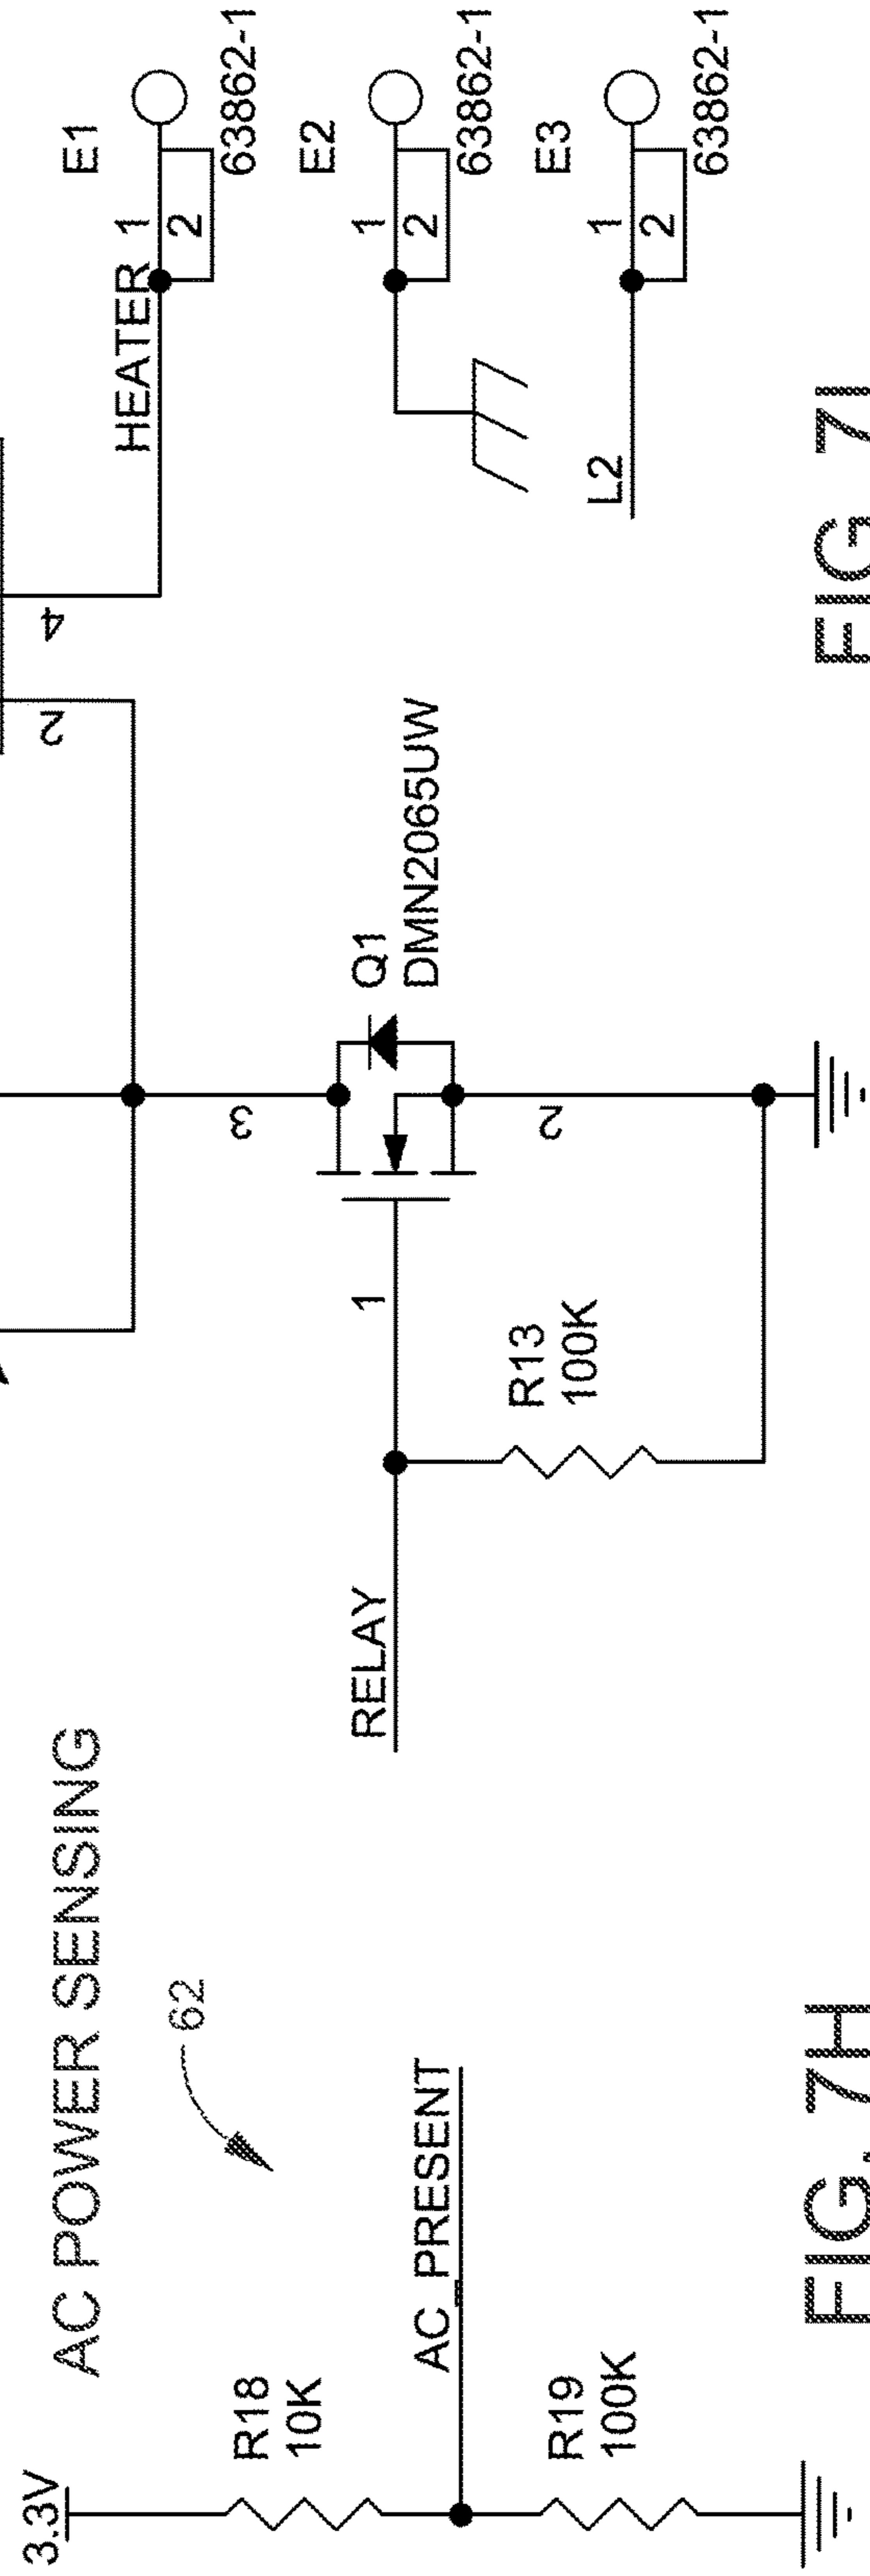 AC POWER SENSING
62
3.3V
R18
10K
AC_PRESENT
R19
100K
FIG. 7H
RELAY
R13
100K
1
3
2
Q1
DMN2065UW
2
4
HEATER
1
2
E1
63862-1
1
2
E2
63862-1
L2
1
2
E3
63862-1
FIG. 7I